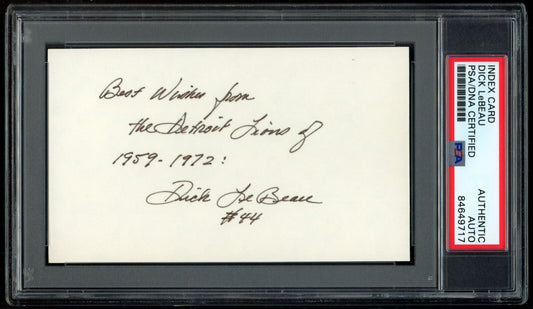 Best Wishes from
the Detroit Lions of
1959-1972:
Dick LeBeau
#44
INDEX CARD
DICK LeBEAU
PSA/DNA CERTIFIED
PSA
AUTHENTIC
AUTO
84649717